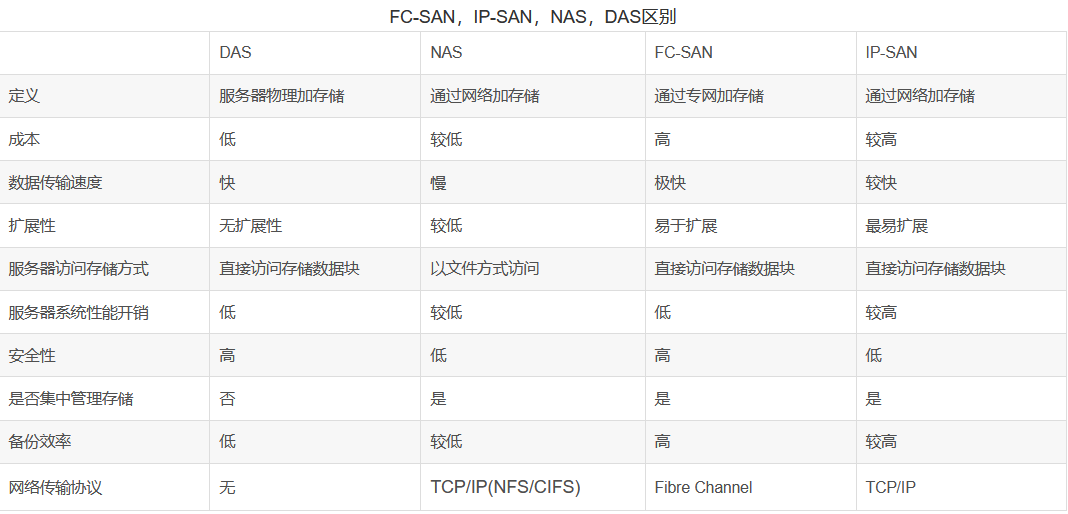 FC-SAN，IP-SAN，NAS，DAS区别
DAS NAS FC-SAN IP-SAN
定义 服务器物理加存储 通过网络加存储 通过专网加存储 通过网络加存储
成本 低 较低 高 较高
数据传输速度 快 慢 极快 较快
扩展性 无扩展性 较低 易于扩展 最易扩展
服务器访问存储方式 直接访问存储数据块 以文件方式访问 直接访问存储数据块 直接访问存储数据块
服务器系统性能开销 低 较低 低 较高
安全性 高 低 高 低
是否集中管理存储 否 是 是 是
备份效率 低 较低 高 较高
网络传输协议 无 TCP/IP(NFS/CIFS) Fibre Channel TCP/IP